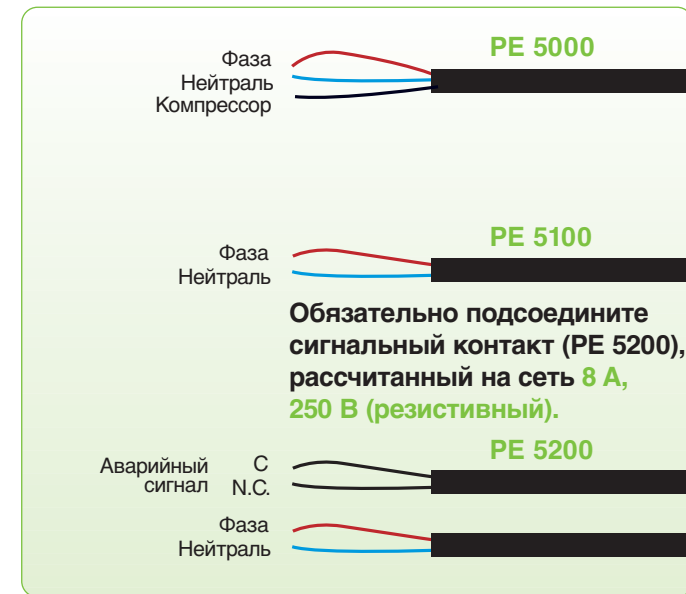 PE 5000
Фаза
Нейтраль
Компрессор
PE 5100
Фаза
Нейтраль
Обязательно подсоедините
сигнальный контакт (PE 5200),
рассчитанный на сеть 8 А,
250 В (резистивный).
PE 5200
Аварийный С
сигнал N.C.
Фаза
Нейтраль